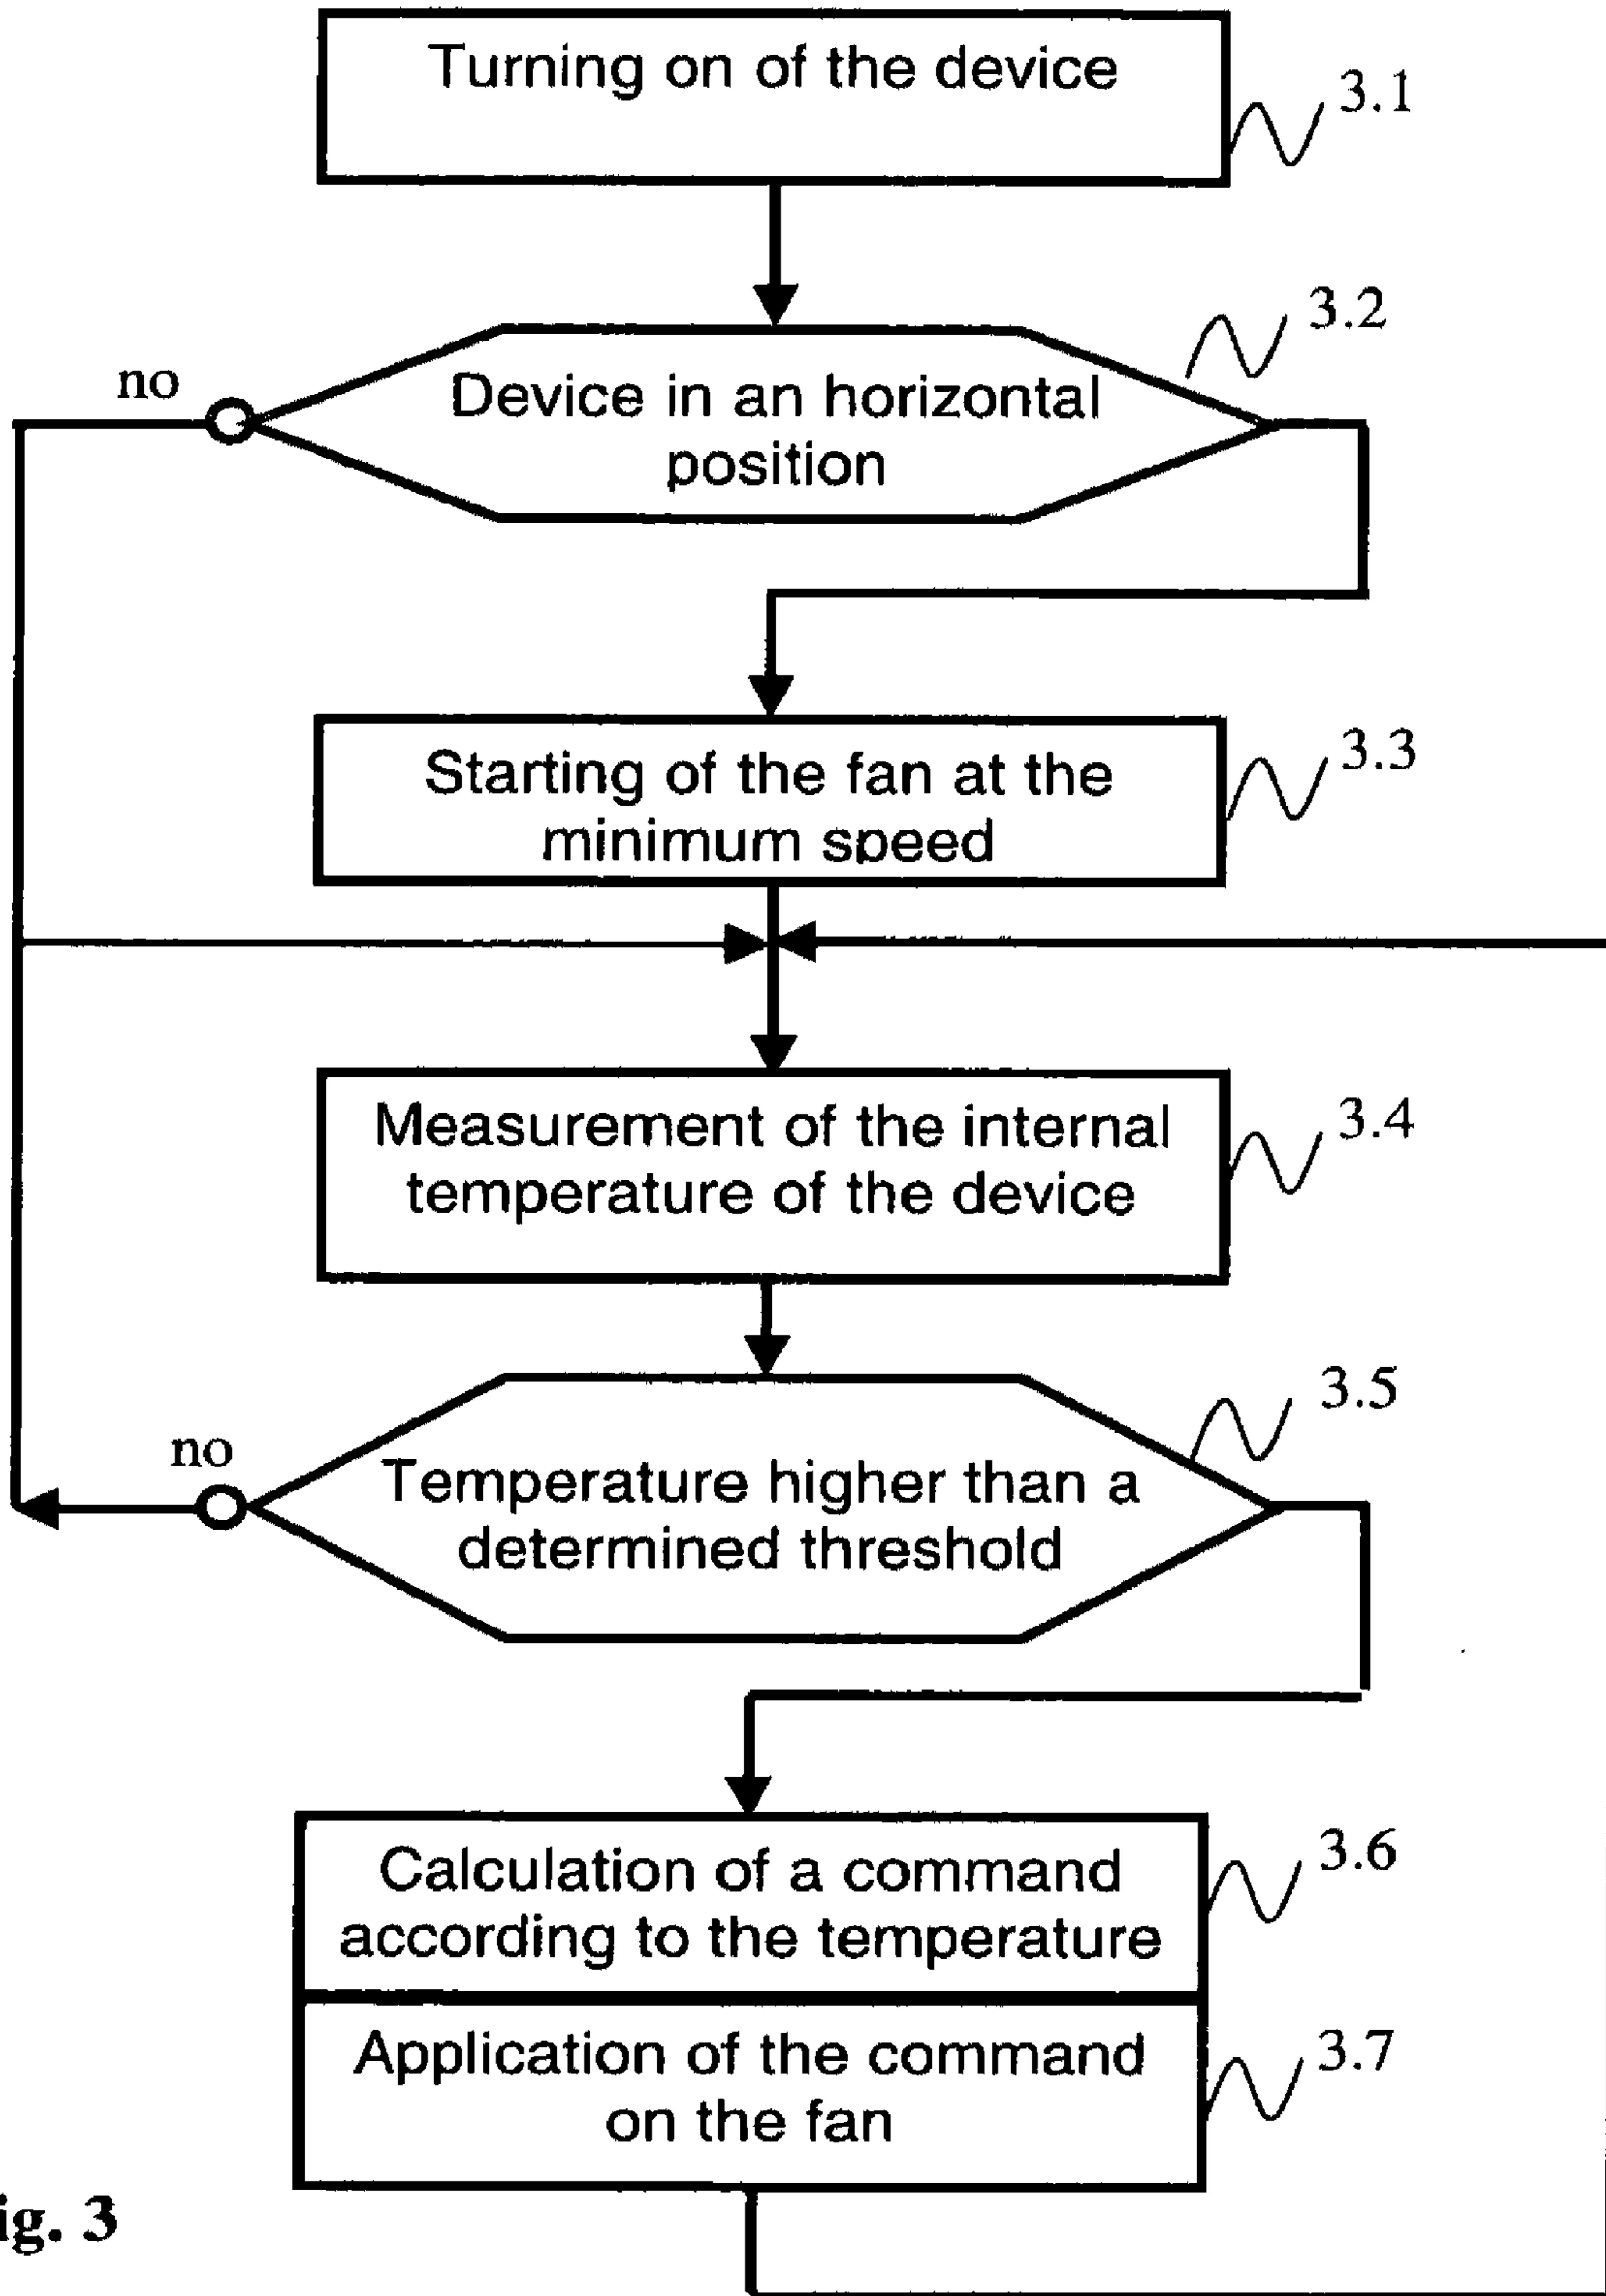 Turning on of the device
3.1
3.2
no
Device in an horizontal
position
3.3
Starting of the fan at the
minimum speed
3.4
Measurement of the internal
temperature of the device
3.5
no
Temperature higher than a
determined threshold
3.6
Calculation of a command
according to the temperature
3.7
Application of the command
on the fan
ig. 3